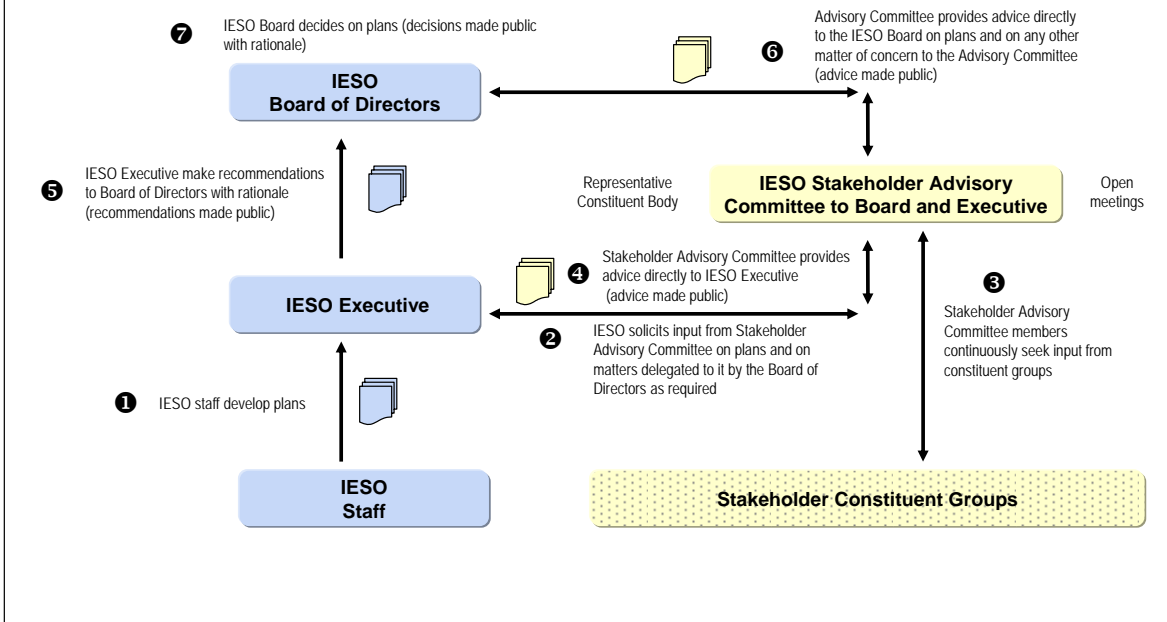 ❼
IESO Board decides on plans (decisions made public
with rationale)
IESO
Board of Directors
❻
Advisory Committee provides advice directly
to the IESO Board on plans and on any other
matter of concern to the Advisory Committee
(advice made public)
❺
IESO Executive make recommendations
to Board of Directors with rationale
(recommendations made public)
Representative
Constituent Body
IESO Stakeholder Advisory
Committee to Board and Executive
Open
meetings
❹
Stakeholder Advisory Committee provides
advice directly to IESO Executive
(advice made public)
IESO Executive
❷
IESO solicits input from Stakeholder
Advisory Committee on plans and on
matters delegated to it by the Board of
Directors as required
❸
Stakeholder Advisory
Committee members
continuously seek input from
constituent groups
❶
IESO staff develop plans
IESO
Staff
Stakeholder Constituent Groups